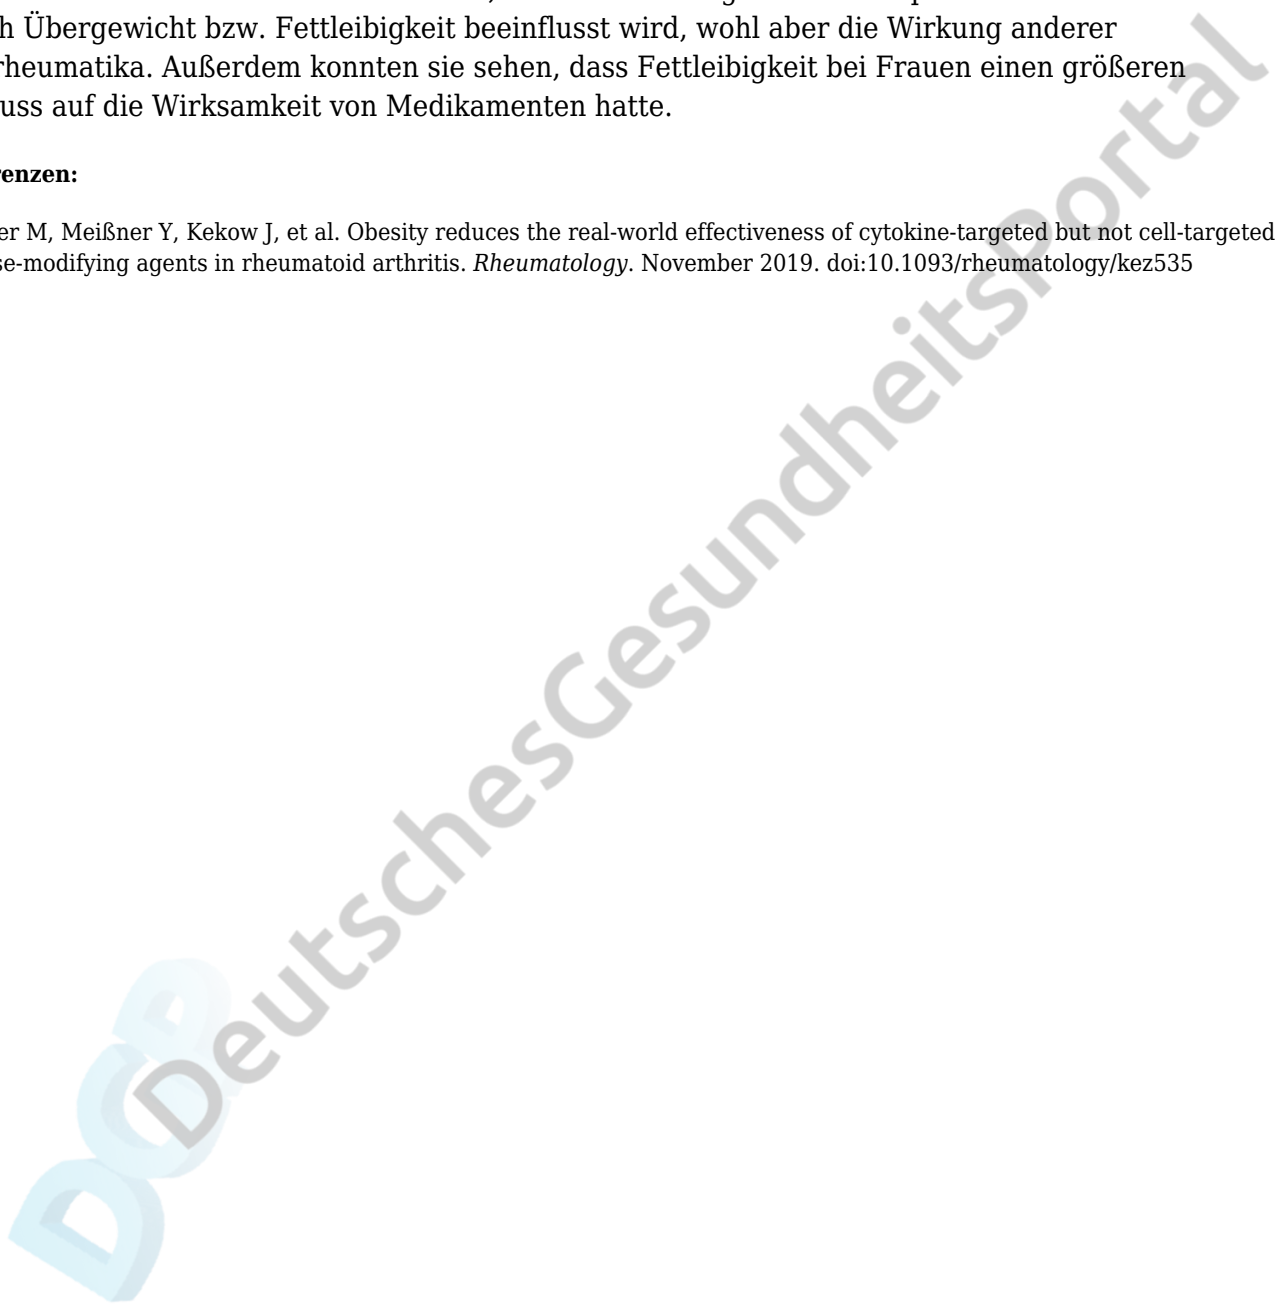 h Übergewicht bzw. Fettleibigkeit beeinflusst wird, wohl aber die Wirkung anderer
rheumatika. Außerdem konnten sie sehen, dass Fettleibigkeit bei Frauen einen größeren
uss auf die Wirksamkeit von Medikamenten hatte.
enzen:
er M, Meißner Y, Kekow J, et al. Obesity reduces the real-world effectiveness of cytokine-targeted but not cell-targeted
se-modifying agents in rheumatoid arthritis. Rheumatology. November 2019. doi:10.1093/rheumatology/kez535
DeutschesGesundheitsPortal
DGP